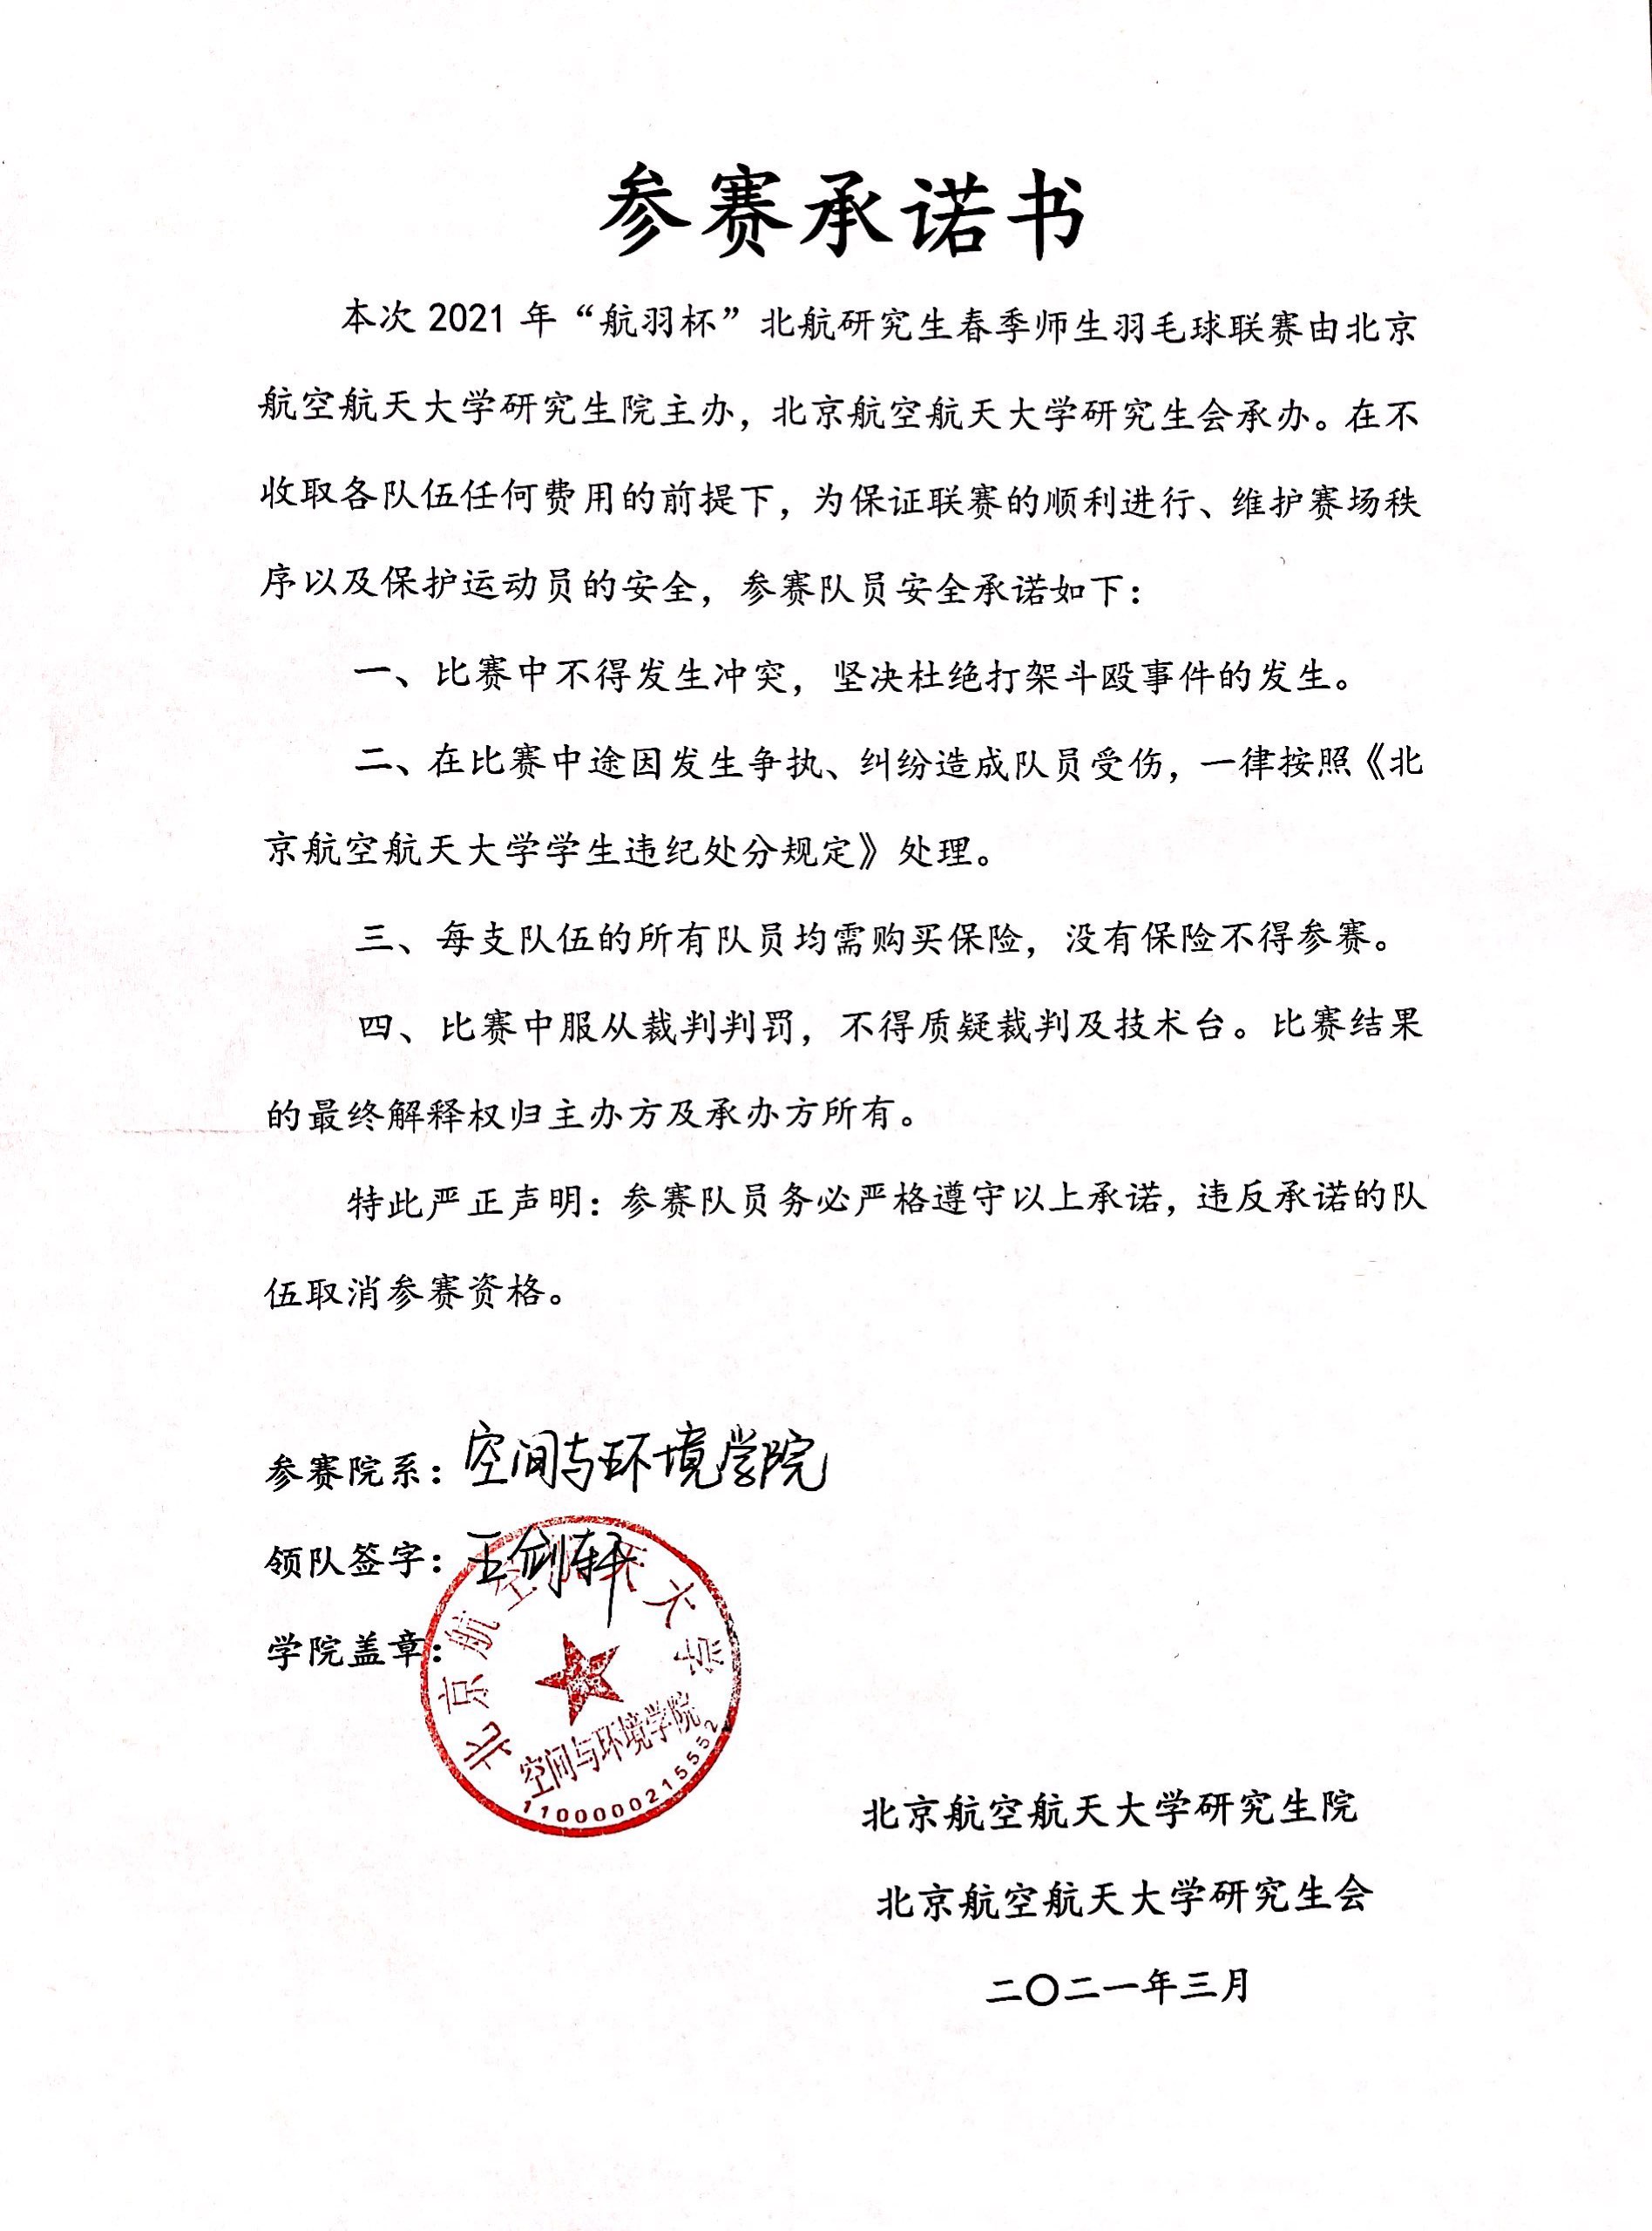 参赛承诺书
本次 2021 年“航羽杯”北航研究生春季师生羽毛球联赛由北京
航空航天大学研究生院主办，北京航空航天大学研究生会承办。在不
收取各队伍任何费用的前提下，为保证联赛的顺利进行、维护赛场秩
序以及保护运动员的安全，参赛队员安全承诺如下：
一、比赛中不得发生冲突，坚决杜绝打架斗殴事件的发生。
二、在比赛中途因发生争执、纠纷造成队员受伤，一律按照《北
京航空航天大学学生违纪处分规定》处理。
三、每支队伍的所有队员均需购买保险，没有保险不得参赛。
四、比赛中服从裁判判罚，不得质疑裁判及技术台。比赛结果
的最终解释权归主办方及承办方所有。
特此严正声明：参赛队员务必严格遵守以上承诺，违反承诺的队
伍取消参赛资格。
参赛院系：空间与环境学院
领队签字：王剑轩
学院盖章：
北京航空航天大学
空间与环境学院
1100000215552
北京航空航天大学研究生院
北京航空航天大学研究生会
二〇二一年三月